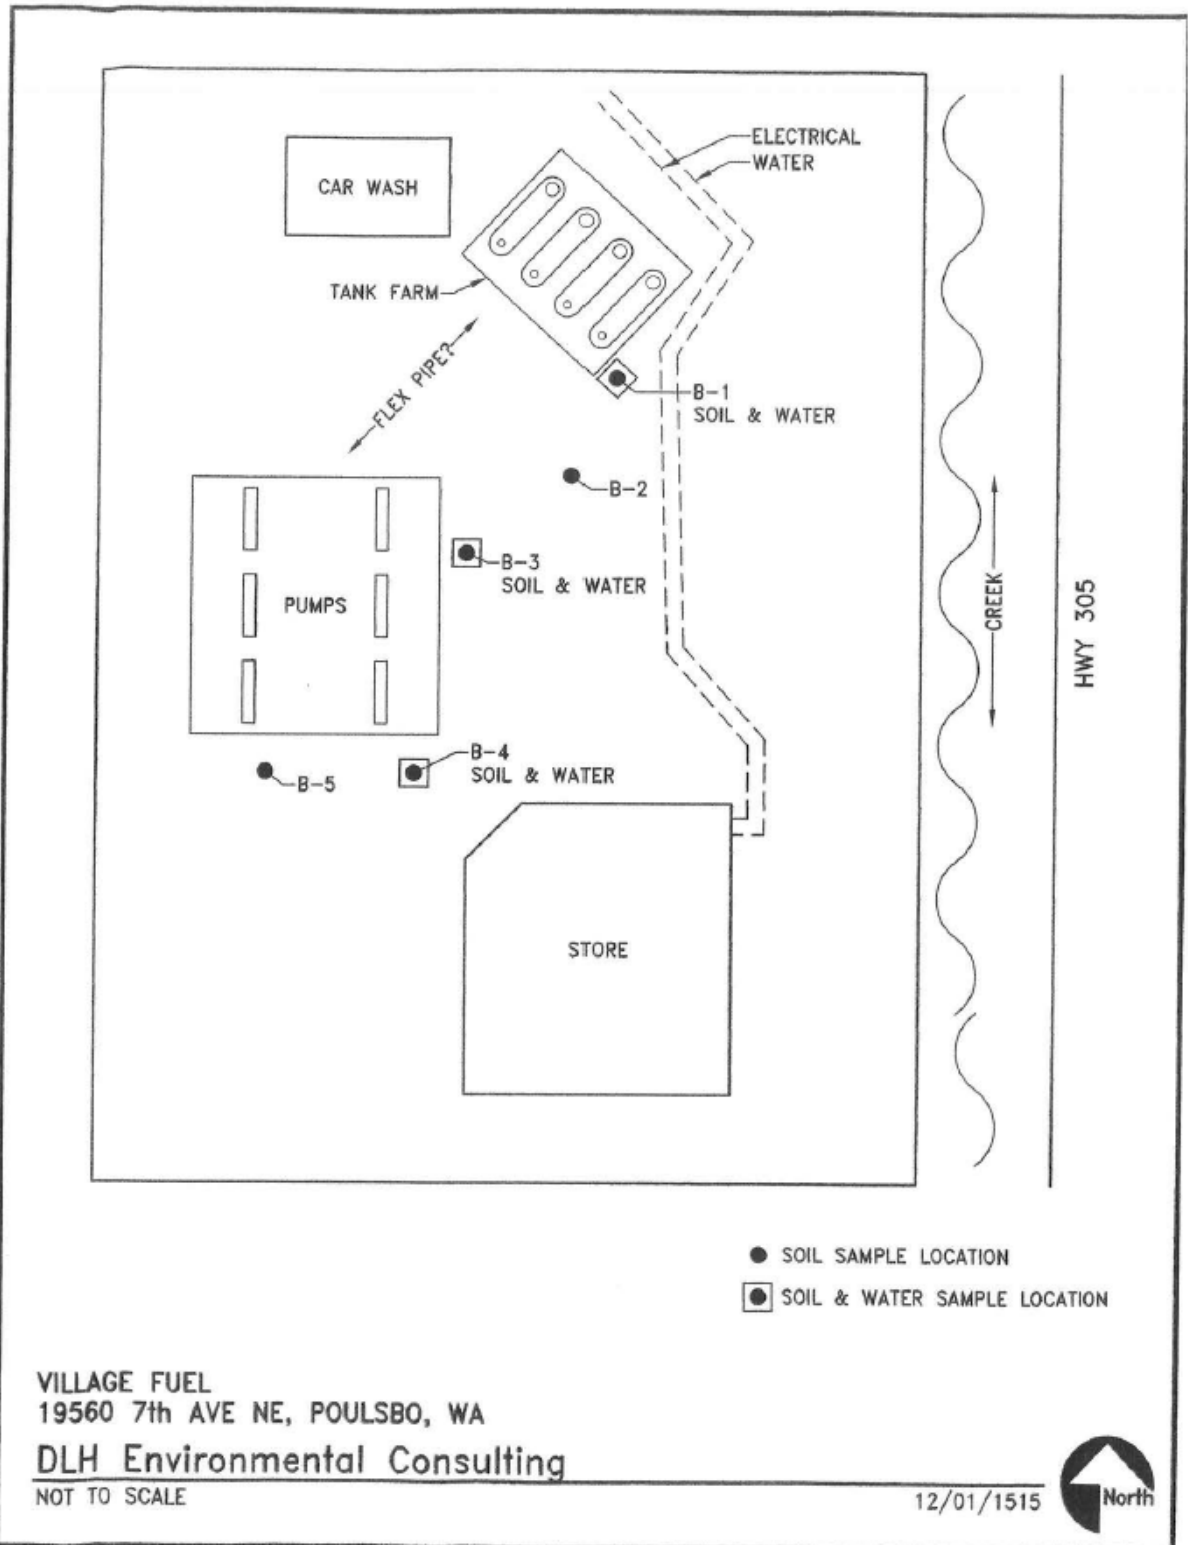 ELECTRICAL
WATER
CAR WASH
TANK FARM
FLEX PIPE?
B-1
SOIL & WATER
B-2
B-3
SOIL & WATER
PUMPS
CREEK
HWY 305
B-4
SOIL & WATER
B-5
STORE
SOIL SAMPLE LOCATION
SOIL & WATER SAMPLE LOCATION
VILLAGE FUEL
19560 7th AVE NE, POULSBO, WA
DLH Environmental Consulting
NOT TO SCALE
12/01/1515
North